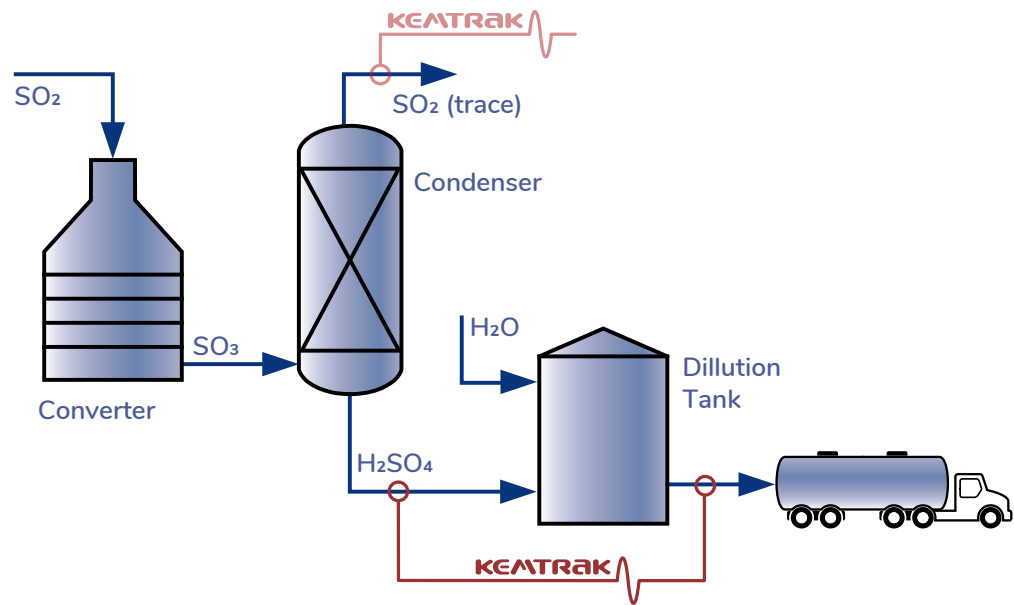 KEMTRAK
SO₂
SO₂ (trace)
Condenser
SO₃
Converter
H₂O
Dillution
Tank
H₂SO₄
KEMTRAK